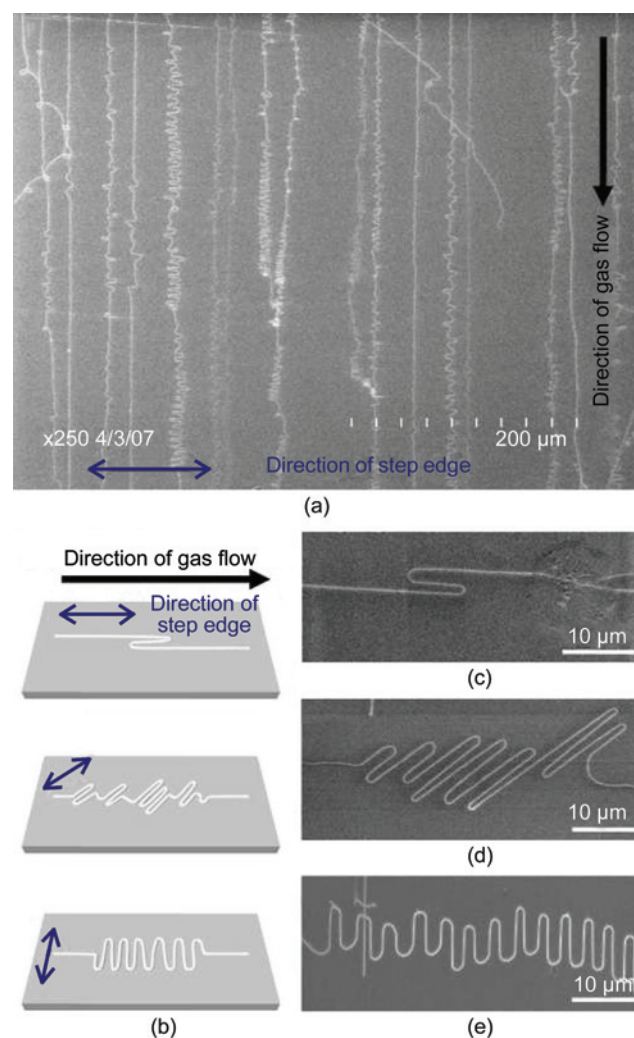 Direction of gas flow
x250 4/3/07
200 μm
Direction of step edge
(a)
Direction of gas flow
Direction of
step edge
(b)
10 μm
(c)
10 μm
(d)
10 μm
(e)